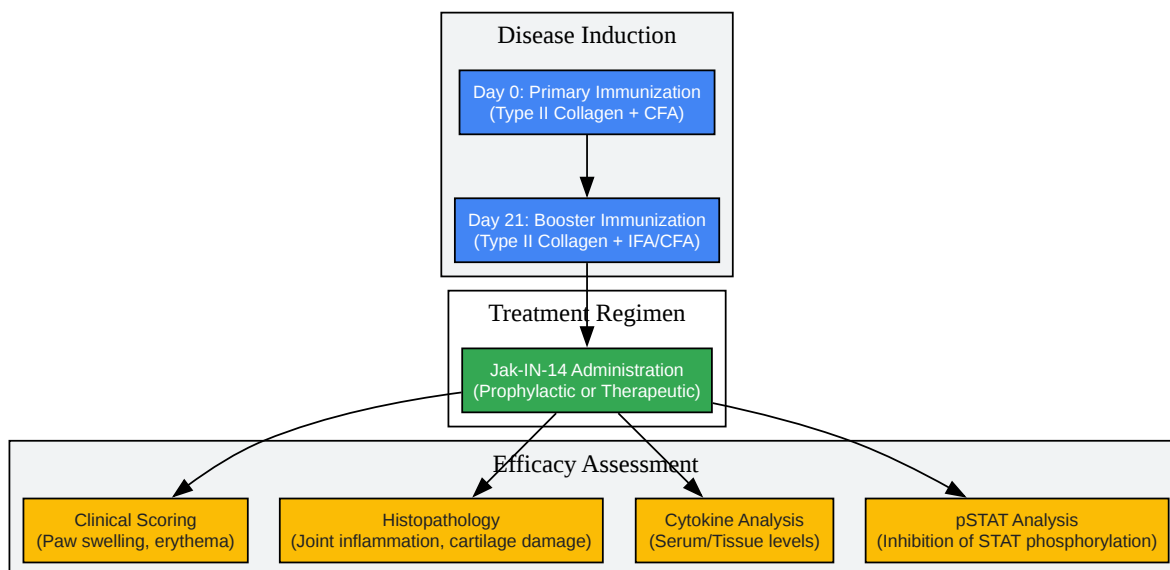 Disease Induction
Day 0: Primary Immunization
(Type II Collagen + CFA)
Day 21: Booster Immunization
(Type II Collagen + IFA/CFA)
Treatment Regimen
Jak-IN-14 Administration
(Prophylactic or Therapeutic)
Efficacy Assessment
Clinical Scoring
(Paw swelling, erythema)
Histopathology
(Joint inflammation, cartilage damage)
Cytokine Analysis
(Serum/Tissue levels)
pSTAT Analysis
(Inhibition of STAT phosphorylation)